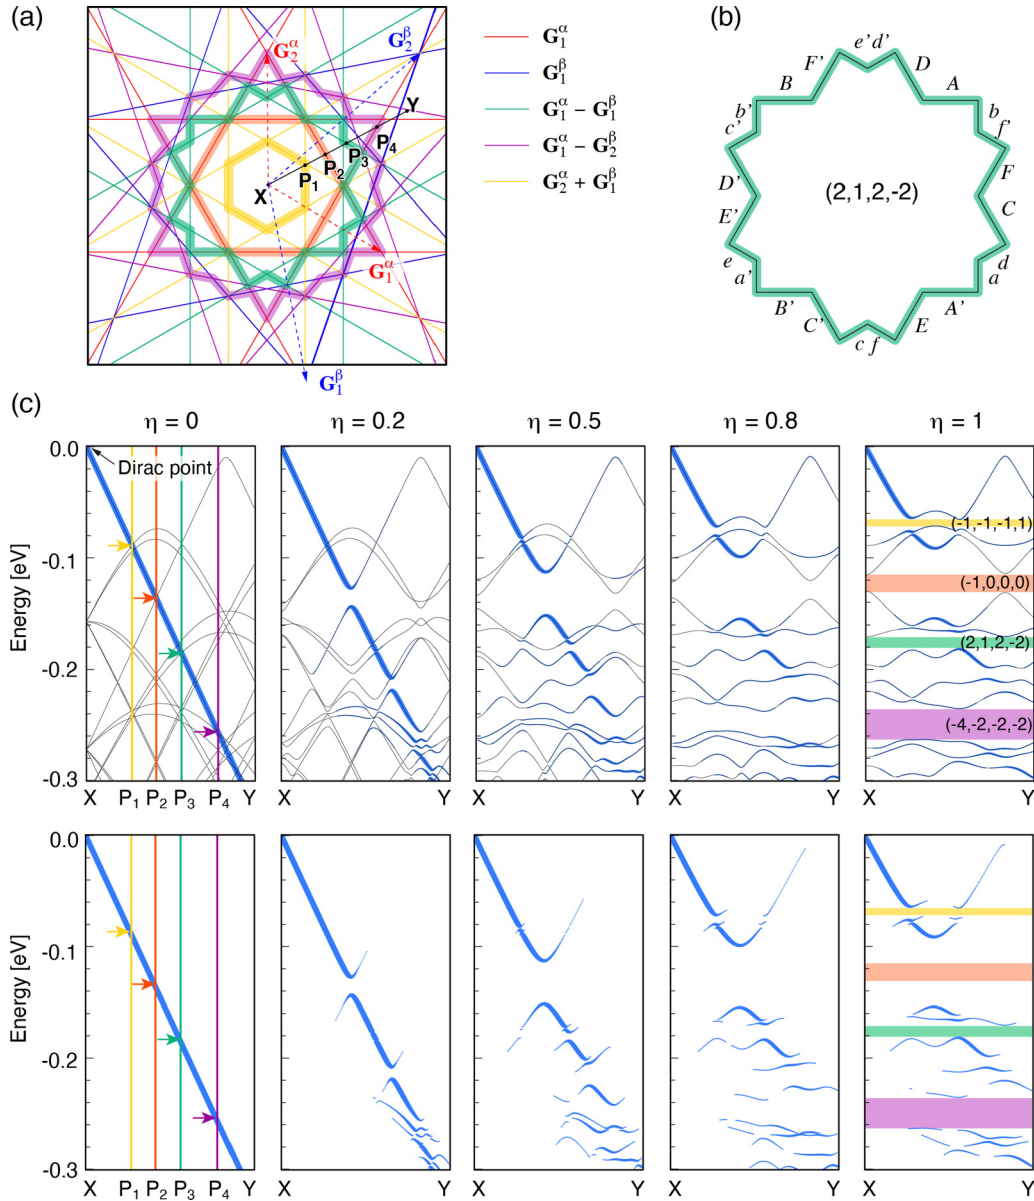 (a)
G₂^α
G₂^β
Y
P₄
P₃
P₂
P₁
X
G₁^α
G₁^β
G₁^α
G₁^β
G₁^α − G₁^β
G₁^α − G₂^β
G₂^α + G₁^β
(b)
e' d'
F' D
B A
b' b
c' f'
D' F
(2,1,2,-2)
E' C
e d
a' a
B' A'
C' E
c f
(c)
η = 0 η = 0.2 η = 0.5 η = 0.8 η = 1
0.0
Dirac point
(-1,-1,-1,1)
-0.1
(-1,0,0,0)
Energy [eV]
(2,1,2,-2)
-0.2
(-4,-2,-2,-2)
-0.3
X P₁ P₂ P₃ P₄ Y X Y X Y X Y X Y
0.0
-0.1
Energy [eV]
-0.2
-0.3
X P₁ P₂ P₃ P₄ Y X Y X Y X Y X Y